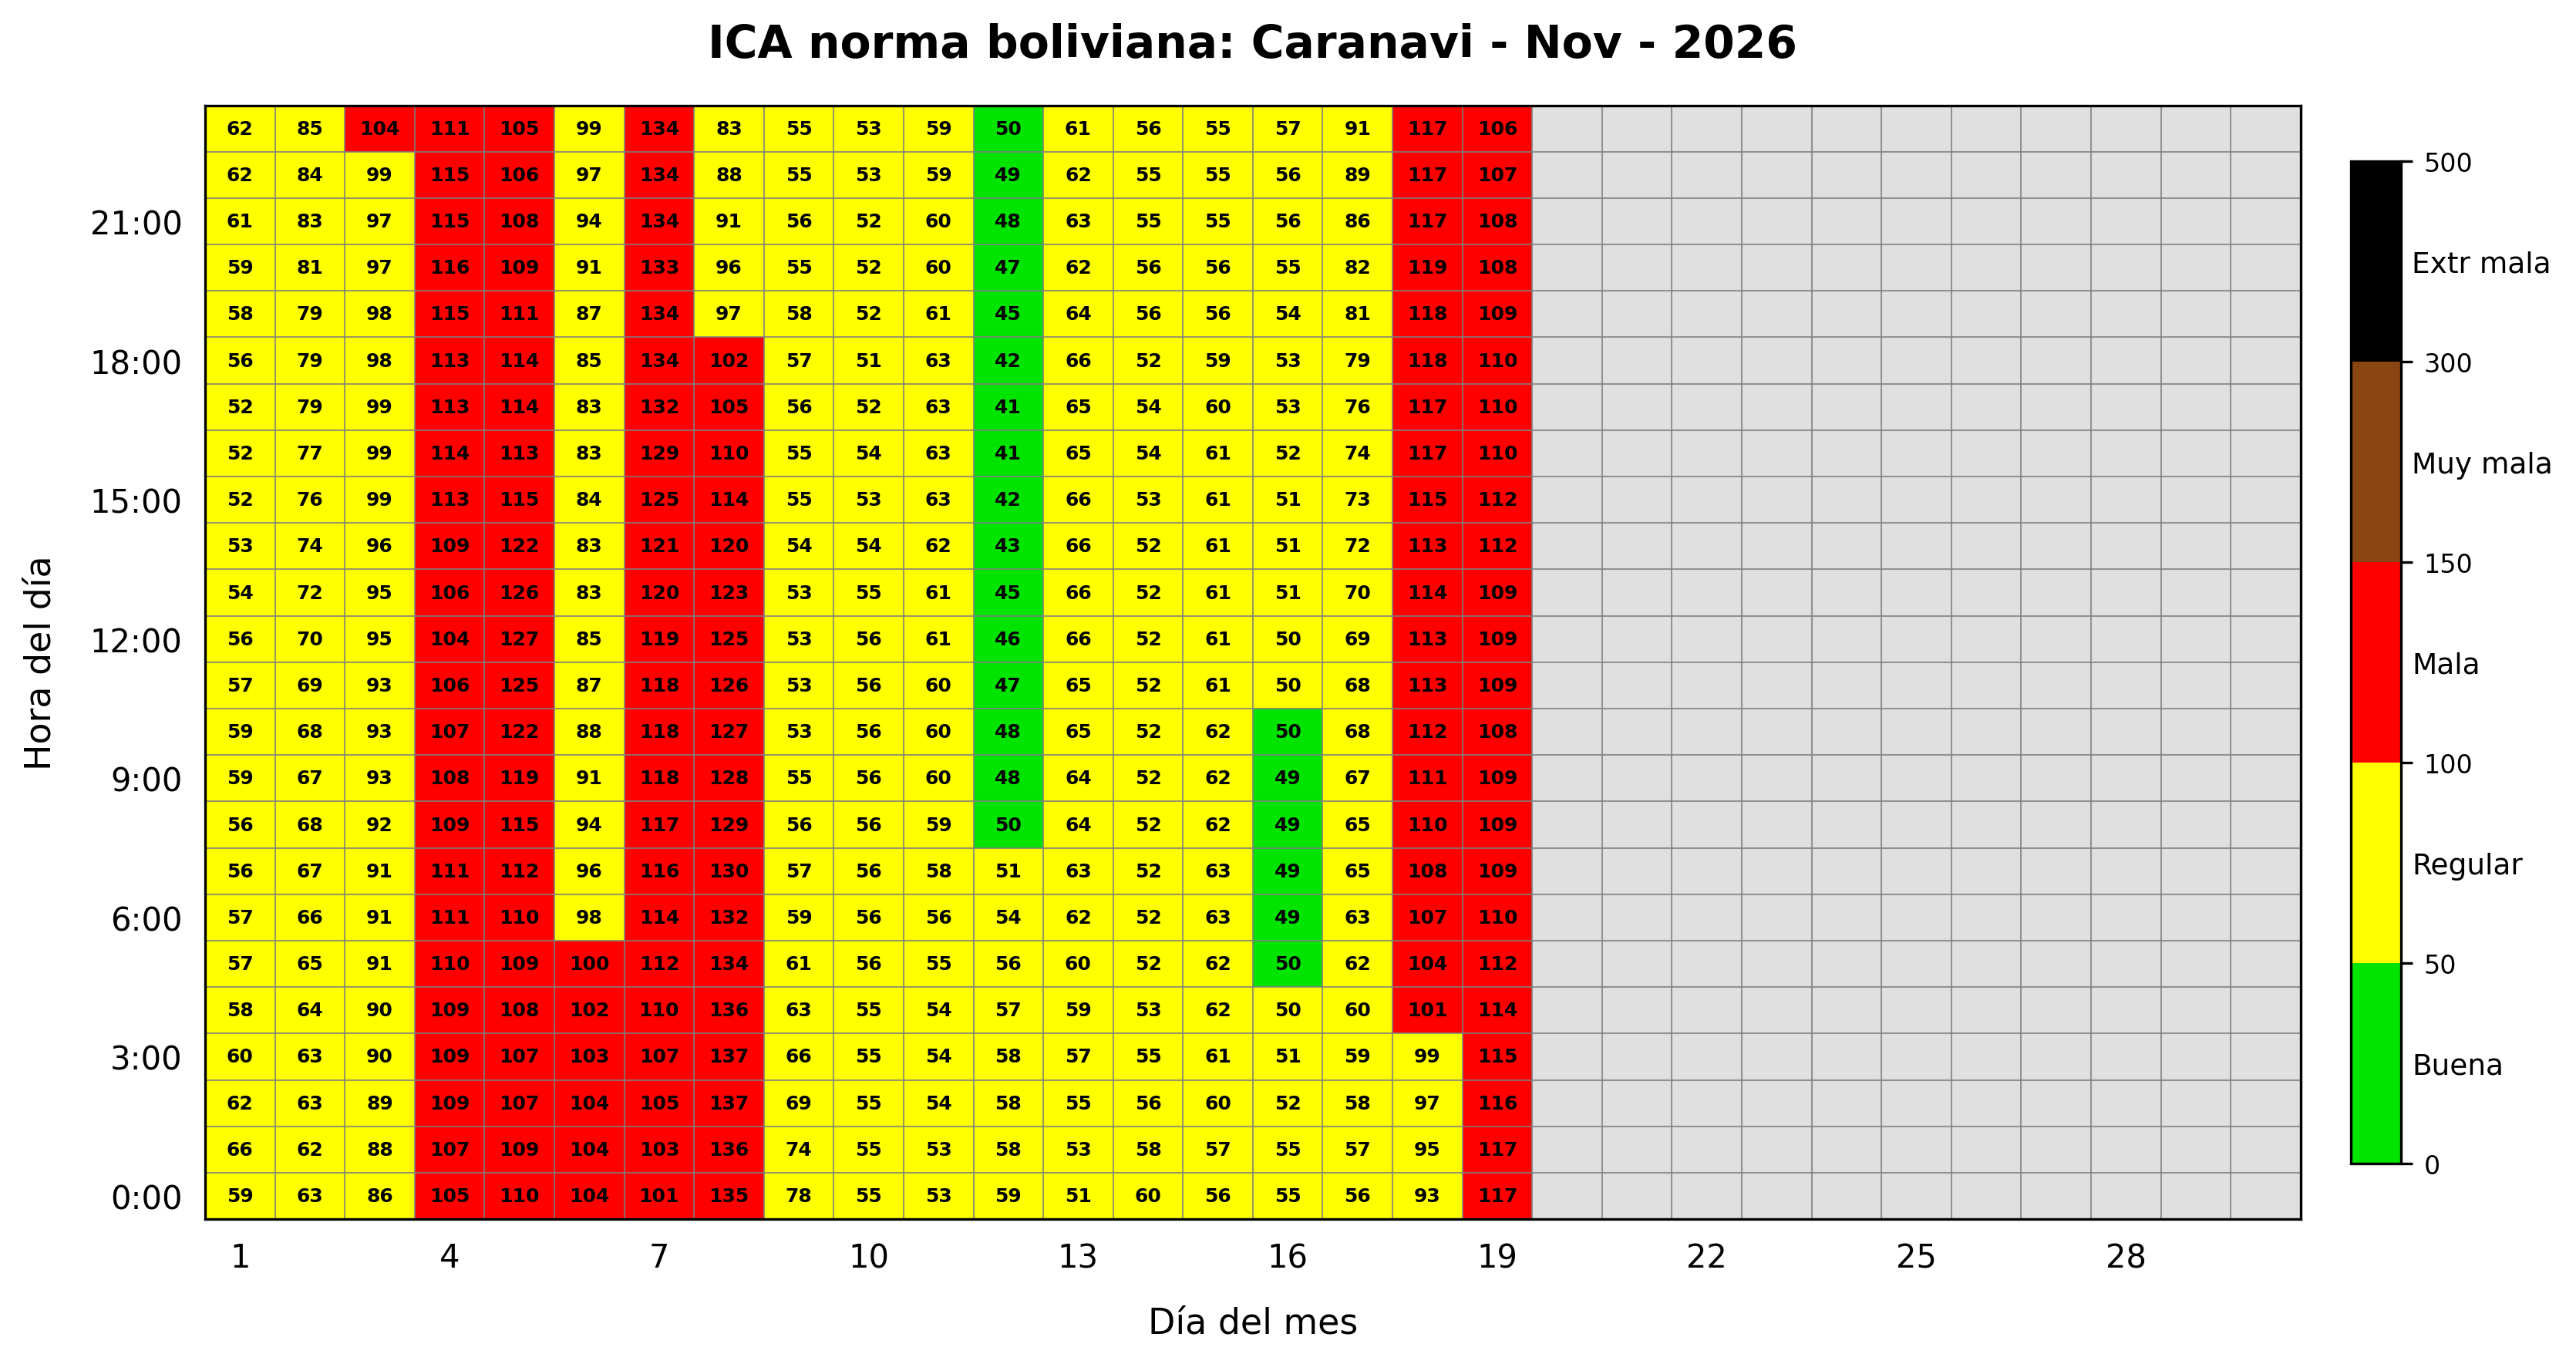 ICA norma boliviana: Caranavi - Nov - 2026
62 85 104 111 105 99 134 83 55 53 59 50 61 56 55 57 91 117 106
62 84 99 115 106 97 134 88 55 53 59 49 62 55 55 56 89 117 107
21:00 61 83 97 115 108 94 134 91 56 52 60 48 63 55 55 56 86 117 108
59 81 97 116 109 91 133 96 55 52 60 47 62 56 56 55 82 119 108
58 79 98 115 111 87 134 97 58 52 61 45 64 56 56 54 81 118 109
18:00 56 79 98 113 114 85 134 102 57 51 63 42 66 52 59 53 79 118 110
52 79 99 113 114 83 132 105 56 52 63 41 65 54 60 53 76 117 110
52 77 99 114 113 83 129 110 55 54 63 41 65 54 61 52 74 117 110
15:00 52 76 99 113 115 84 125 114 55 53 63 42 66 53 61 51 73 115 112
53 74 96 109 122 83 121 120 54 54 62 43 66 52 61 51 72 113 112
54 72 95 106 126 83 120 123 53 55 61 45 66 52 61 51 70 114 109
12:00 56 70 95 104 127 85 119 125 53 56 61 46 66 52 61 50 69 113 109
57 69 93 106 125 87 118 126 53 56 60 47 65 52 61 50 68 113 109
59 68 93 107 122 88 118 127 53 56 60 48 65 52 62 50 68 112 108
9:00 59 67 93 108 119 91 118 128 55 56 60 48 64 52 62 49 67 111 109
56 68 92 109 115 94 117 129 56 56 59 50 64 52 62 49 65 110 109
56 67 91 111 112 96 116 130 57 56 58 51 63 52 63 49 65 108 109
6:00 57 66 91 111 110 98 114 132 59 56 56 54 62 52 63 49 63 107 110
57 65 91 110 109 100 112 134 61 56 55 56 60 52 62 50 62 104 112
58 64 90 109 108 102 110 136 63 55 54 57 59 53 62 50 60 101 114
3:00 60 63 90 109 107 103 107 137 66 55 54 58 57 55 61 51 59 99 115
62 63 89 109 107 104 105 137 69 55 54 58 55 56 60 52 58 97 116
66 62 88 107 109 104 103 136 74 55 53 58 53 58 57 55 57 95 117
0:00 59 63 86 105 110 104 101 135 78 55 53 59 51 60 56 55 56 93 117
1 4 7 10 13 16 19 22 25 28
Día del mes
Hora del día
500
Extr mala
300
Muy mala
150
Mala
100
Regular
50
Buena
0